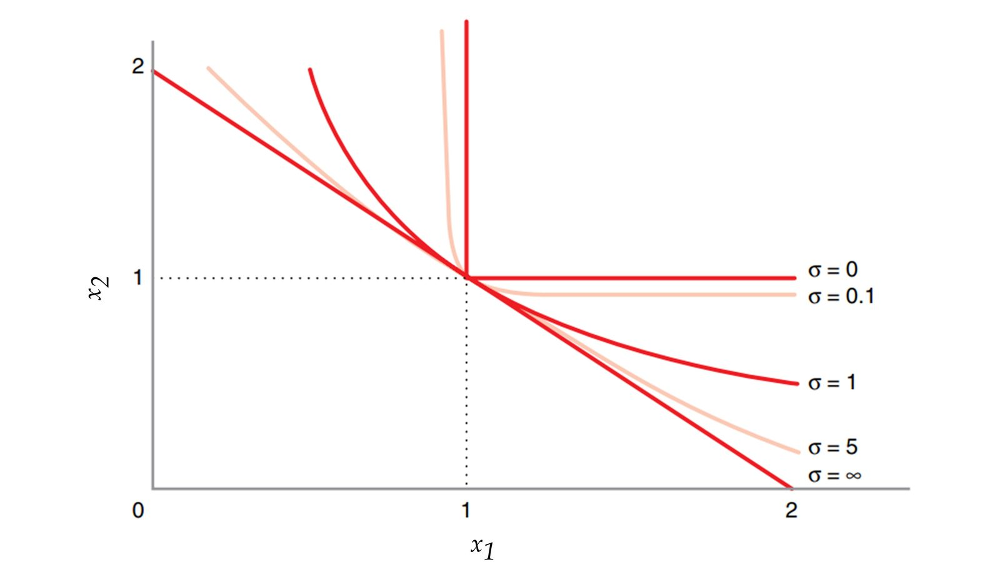 2
σ = 0
1
σ = 0.1
x2
σ = 1
σ = 5
σ = ∞
0
1
2
x1